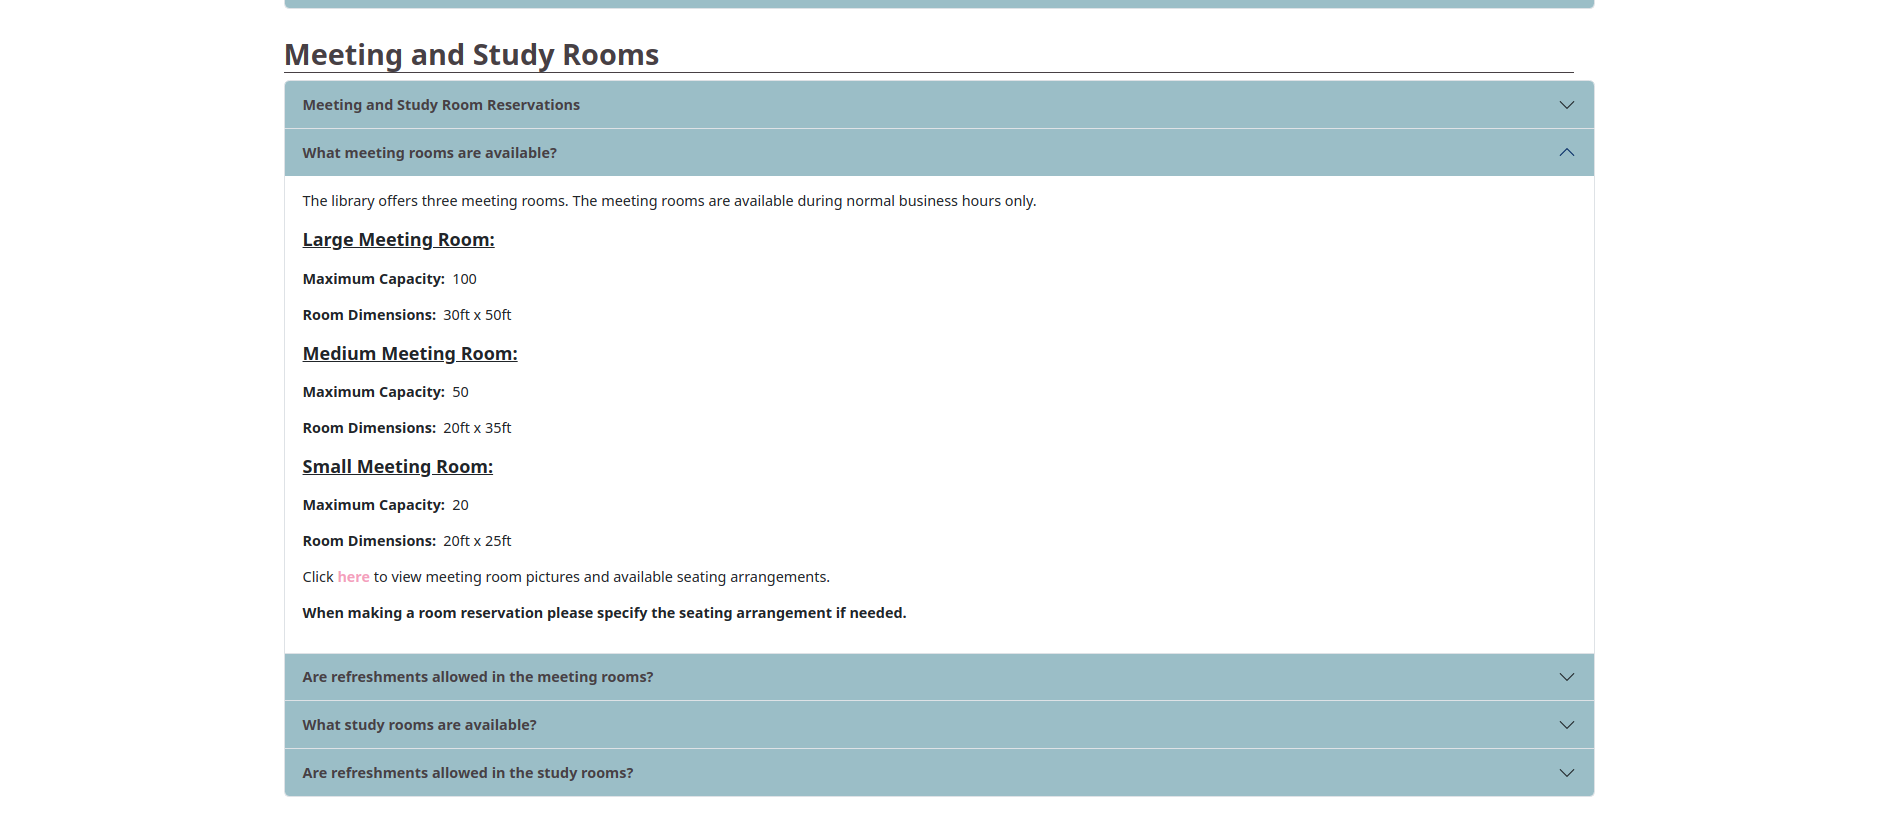 Meeting and Study Rooms
Meeting and Study Room Reservations
What meeting rooms are available?
The library offers three meeting rooms. The meeting rooms are available during normal business hours only.
Large Meeting Room:
Maximum Capacity: 100
Room Dimensions: 30ft x 50ft
Medium Meeting Room:
Maximum Capacity: 50
Room Dimensions: 20ft x 35ft
Small Meeting Room:
Maximum Capacity: 20
Room Dimensions: 20ft x 25ft
Click here to view meeting room pictures and available seating arrangements.
When making a room reservation please specify the seating arrangement if needed.
Are refreshments allowed in the meeting rooms?
What study rooms are available?
Are refreshments allowed in the study rooms?